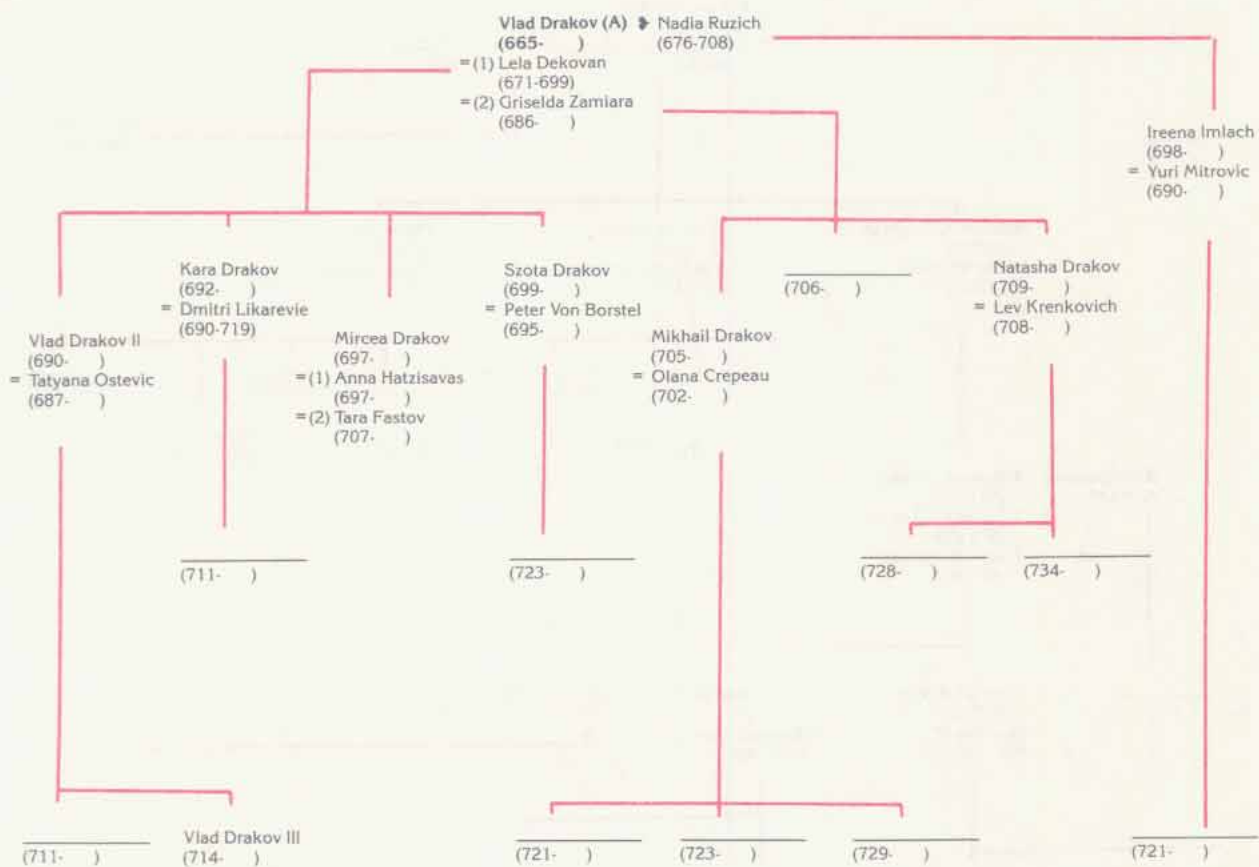 Vlad Drakov (A) ❥ Nadia Ruzich
(665- ) (676-708)
=(1) Lela Dekovan
(671-699)
=(2) Griselda Zamiara
(686- )
Ireena Imlach
(698- )
= Yuri Mitrovic
(690- )
Vlad Drakov II
(690- )
= Tatyana Ostevic
(687- )
Kara Drakov
(692- )
= Dmitri Likarevie
(690-719)
Mircea Drakov
(697- )
=(1) Anna Hatzisavas
(697- )
=(2) Tara Fastov
(707- )
Szota Drakov
(699- )
= Peter Von Borstel
(695- )
Mikhail Drakov
(705- )
= Olana Crepeau
(702- )
(706- )
Natasha Drakov
(709- )
= Lev Krenkovich
(708- )
(711- )
(723- )
(728- )
(734- )
(711- )
Vlad Drakov III
(714- )
(721- )
(723- )
(729- )
(721- )